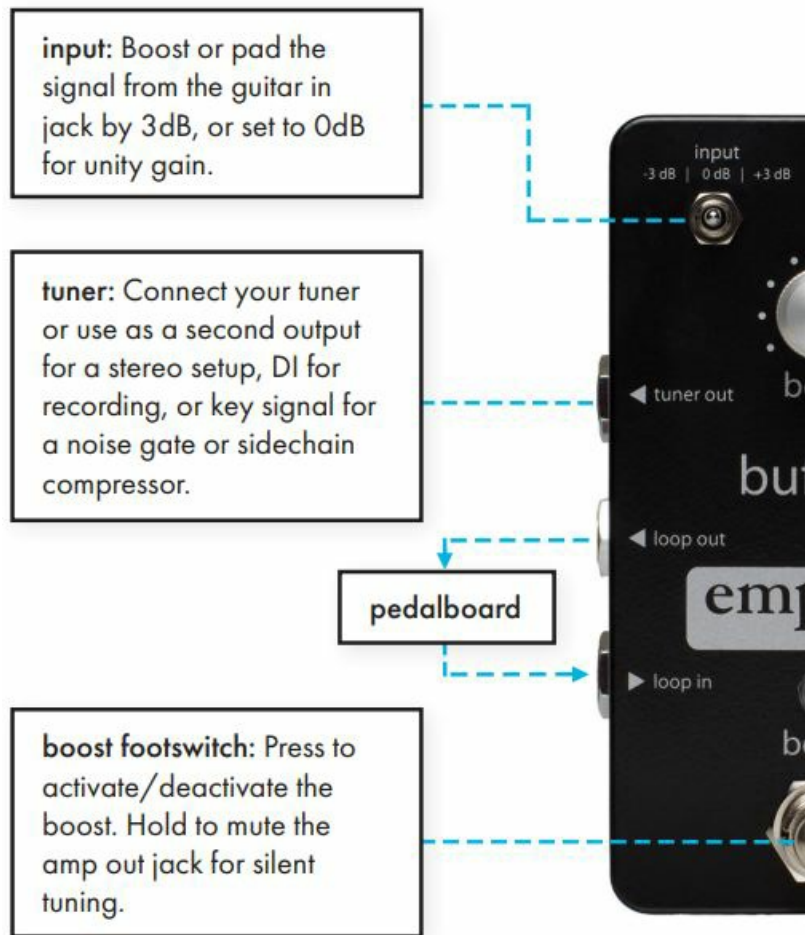 input: Boost or pad the
signal from the guitar in
jack by 3dB, or set to 0dB
for unity gain.
input
-3 dB | 0 dB | +3 dB
tuner: Connect your tuner
or use as a second output
for a stereo setup, DI for
recording, or key signal for
a noise gate or sidechain
compressor.
tuner out
loop out
pedalboard
loop in
boost footswitch: Press to
activate/deactivate the
boost. Hold to mute the
amp out jack for silent
tuning.